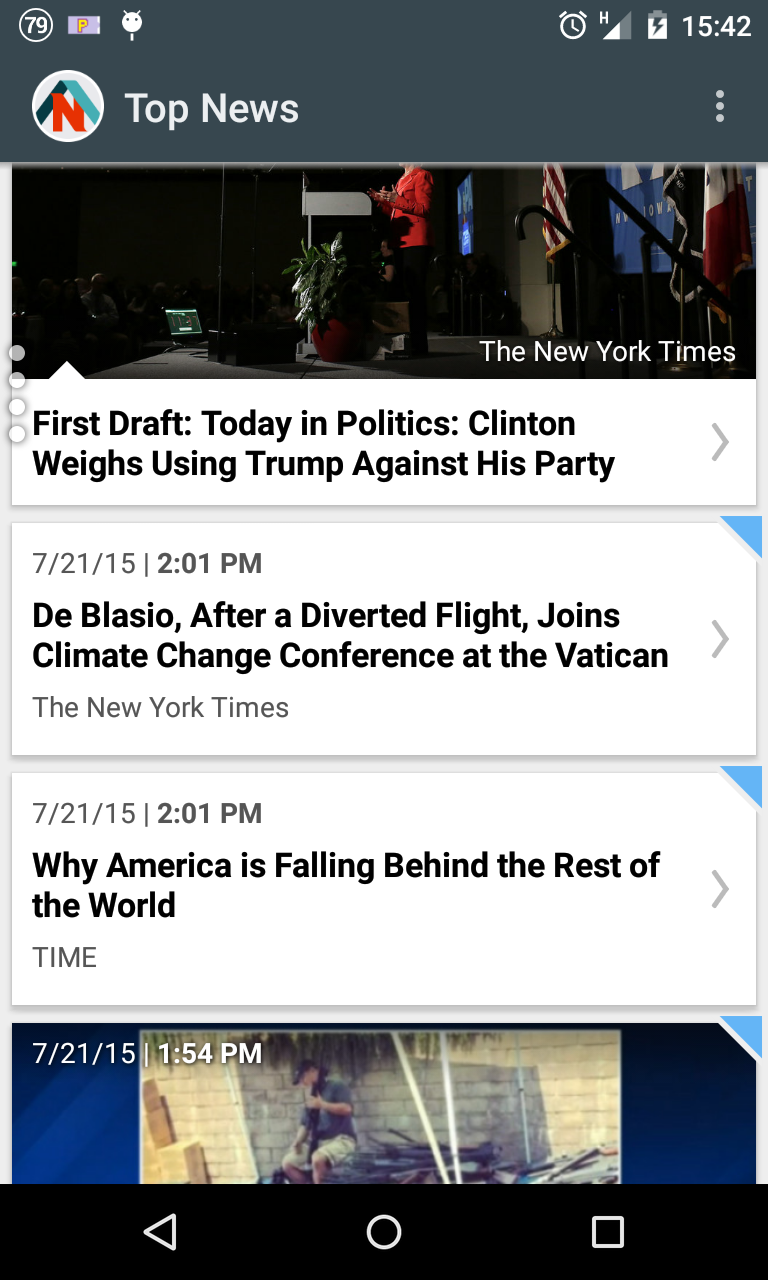 79
P
H
15:42
N
Top News
The New York Times
First Draft: Today in Politics: Clinton
Weighs Using Trump Against His Party
7/21/15 | 2:01 PM
De Blasio, After a Diverted Flight, Joins
Climate Change Conference at the Vatican
The New York Times
7/21/15 | 2:01 PM
Why America is Falling Behind the Rest of
the World
TIME
7/21/15 | 1:54 PM